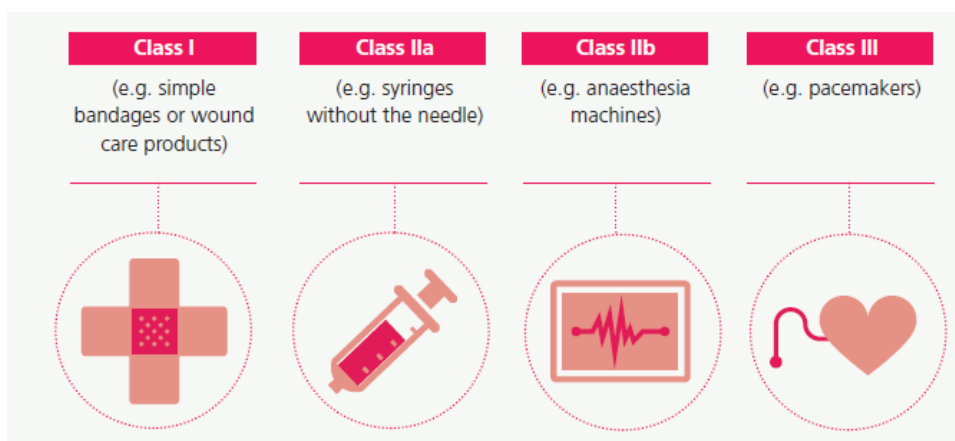 Class I
(e.g. simple
bandages or wound
care products)
Class IIa
(e.g. syringes
without the needle)
Class IIb
(e.g. anaesthesia
machines)
Class III
(e.g. pacemakers)